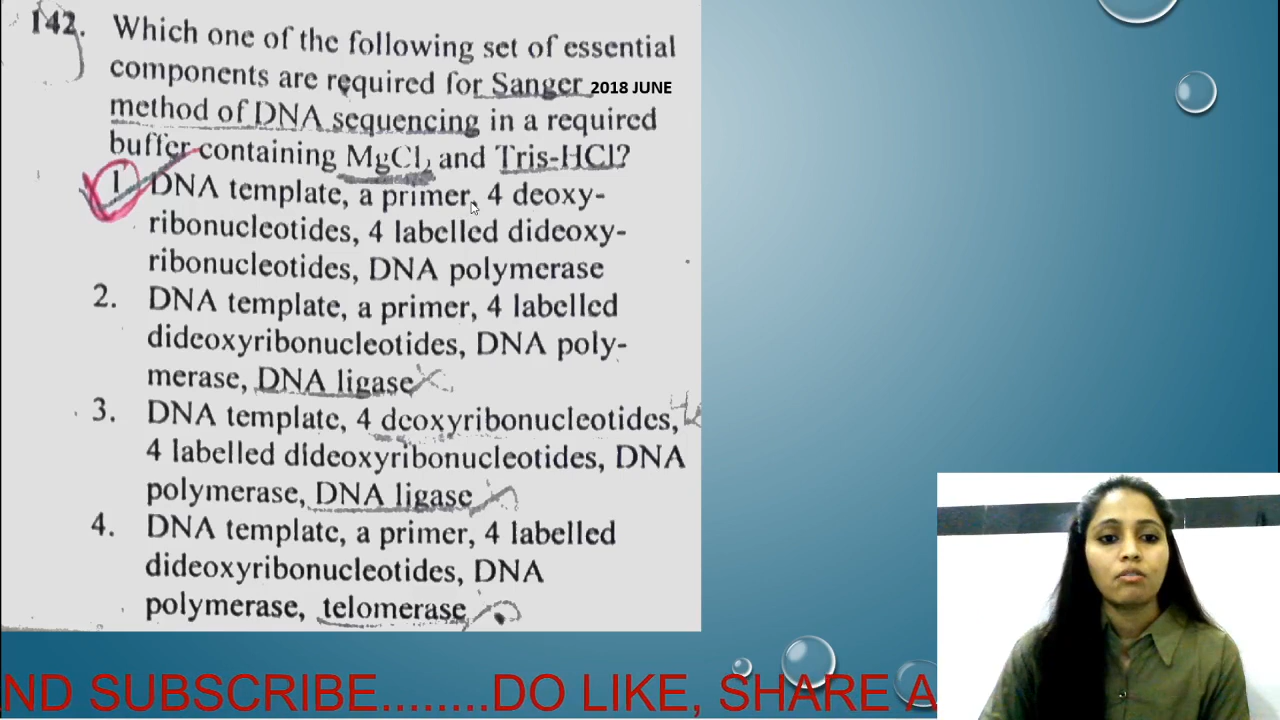 142. Which one of the following set of essential
components are required for Sanger 2018 JUNE
method of DNA sequencing in a required
buffer containing MgCl₂ and Tris-HCl?
1. DNA template, a primer, 4 deoxy-
ribonucleotides, 4 labelled dideoxy-
ribonucleotides, DNA polymerase
2. DNA template, a primer, 4 labelled
dideoxyribonucleotides, DNA poly-
merase, DNA ligase
3. DNA template, 4 deoxyribonucleotides,
4 labelled dideoxyribonucleotides, DNA
polymerase, DNA ligase
4. DNA template, a primer, 4 labelled
dideoxyribonucleotides, DNA
polymerase, telomerase
ND SUBSCRIBE........DO LIKE, SHARE A